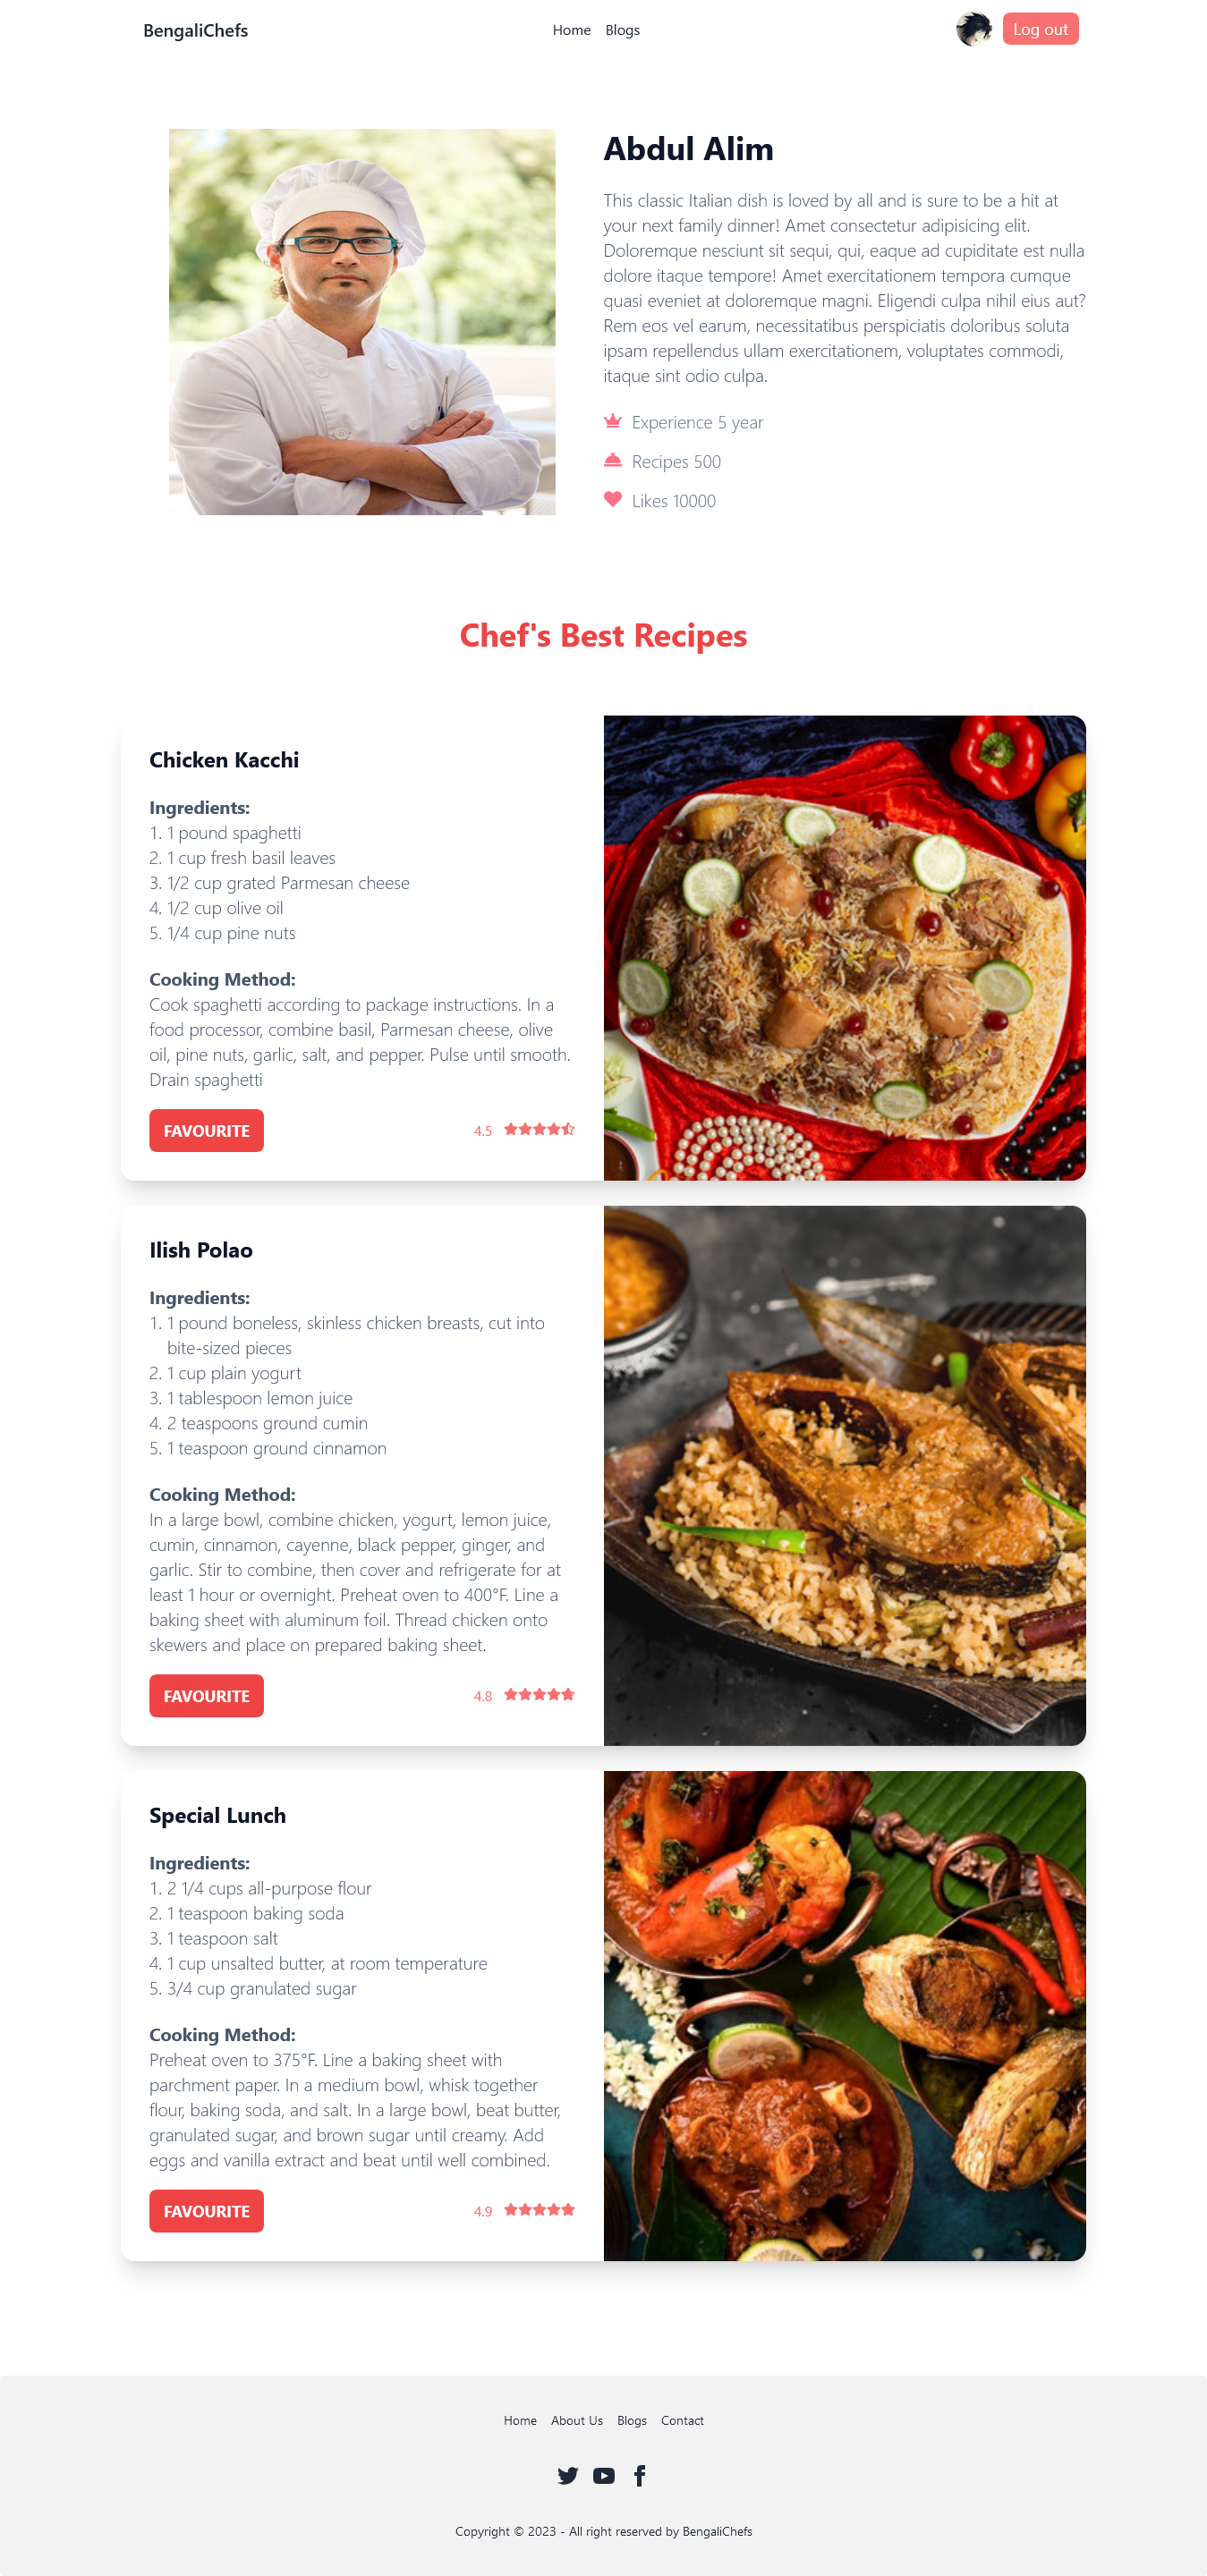 BengaliChefs
Home Blogs
Log out
Abdul Alim
This classic Italian dish is loved by all and is sure to be a hit at
your next family dinner! Amet consectetur adipisicing elit.
Doloremque nesciunt sit sequi, qui, eaque ad cupiditate est nulla
dolore itaque tempore! Amet exercitationem tempora cumque
quasi eveniet at doloremque magni. Eligendi culpa nihil eius aut?
Rem eos vel earum, necessitatibus perspiciatis doloribus soluta
ipsam repellendus ullam exercitationem, voluptates commodi,
itaque sint odio culpa.
Experience 5 year
Recipes 500
Likes 10000
Chef's Best Recipes
Chicken Kacchi
Ingredients:
1. 1 pound spaghetti
2. 1 cup fresh basil leaves
3. 1/2 cup grated Parmesan cheese
4. 1/2 cup olive oil
5. 1/4 cup pine nuts
Cooking Method:
Cook spaghetti according to package instructions. In a
food processor, combine basil, Parmesan cheese, olive
oil, pine nuts, garlic, salt, and pepper. Pulse until smooth.
Drain spaghetti
FAVOURITE
4.5
Ilish Polao
Ingredients:
1. 1 pound boneless, skinless chicken breasts, cut into
bite-sized pieces
2. 1 cup plain yogurt
3. 1 tablespoon lemon juice
4. 2 teaspoons ground cumin
5. 1 teaspoon ground cinnamon
Cooking Method:
In a large bowl, combine chicken, yogurt, lemon juice,
cumin, cinnamon, cayenne, black pepper, ginger, and
garlic. Stir to combine, then cover and refrigerate for at
least 1 hour or overnight. Preheat oven to 400°F. Line a
baking sheet with aluminum foil. Thread chicken onto
skewers and place on prepared baking sheet.
FAVOURITE
4.8
Special Lunch
Ingredients:
1. 2 1/4 cups all-purpose flour
2. 1 teaspoon baking soda
3. 1 teaspoon salt
4. 1 cup unsalted butter, at room temperature
5. 3/4 cup granulated sugar
Cooking Method:
Preheat oven to 375°F. Line a baking sheet with
parchment paper. In a medium bowl, whisk together
flour, baking soda, and salt. In a large bowl, beat butter,
granulated sugar, and brown sugar until creamy. Add
eggs and vanilla extract and beat until well combined.
FAVOURITE
4.9
Home About Us Blogs Contact
Copyright © 2023 - All right reserved by BengaliChefs